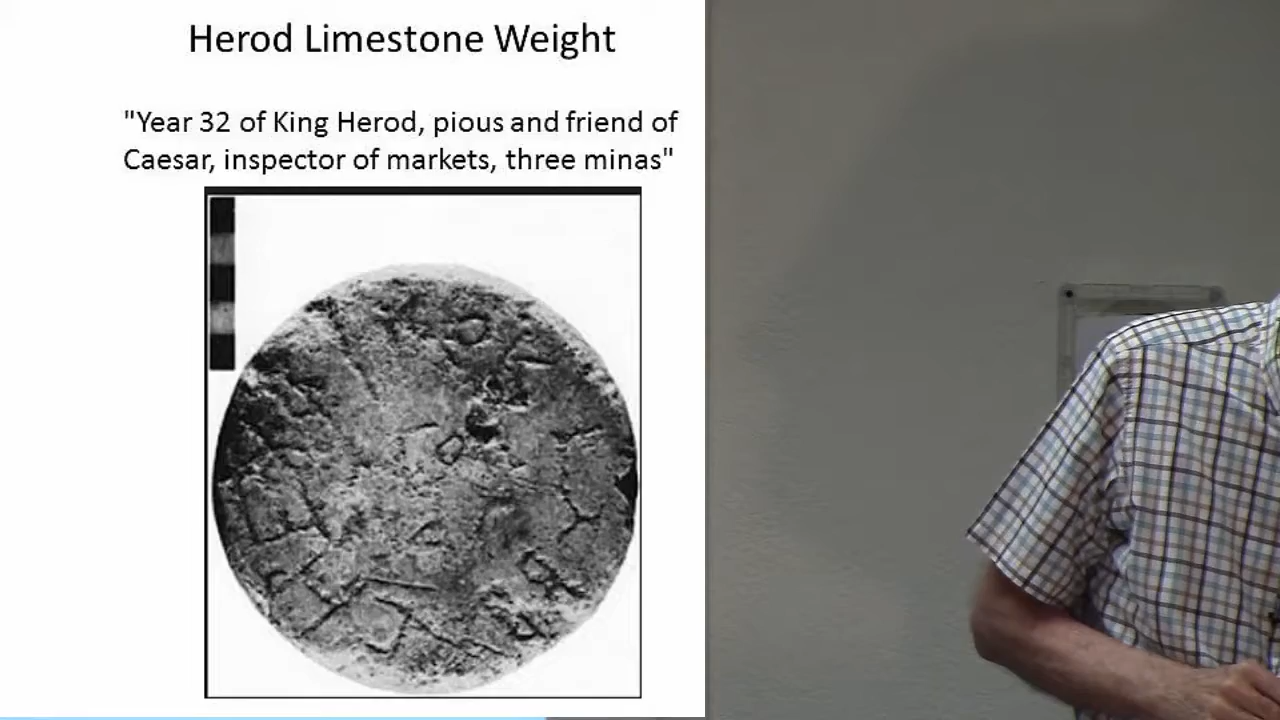 Herod Limestone Weight
"Year 32 of King Herod, pious and friend of
Caesar, inspector of markets, three minas"